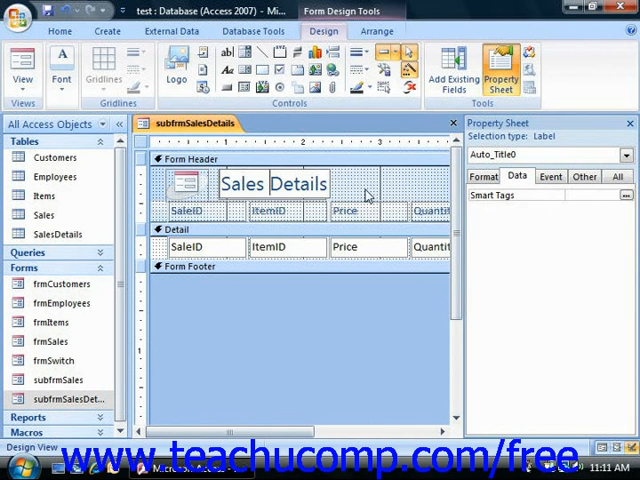 test : Database (Access 2007) - Mi...
Form Design Tools
Home
Create
External Data
Database Tools
Design
Arrange
View
Font
Gridlines
Logo
Add Existing Fields
Property Sheet
Views
Gridlines
Controls
Tools
All Access Objects
Tables
Customers
Employees
Items
Sales
SalesDetails
Queries
Forms
frmCustomers
frmEmployees
frmItems
frmSales
frmSwitch
subfrmSales
subfrmSalesDet...
Reports
Macros
subfrmSalesDetails
1
2
3
Form Header
Sales Details
SaleID
ItemID
Price
Quantit
Detail
SaleID
ItemID
Price
Quantit
Form Footer
1
Property Sheet
Selection type: Label
Auto_Title0
Format
Data
Event
Other
All
Smart Tags
Design View
www.teachucomp.com/free
11:11 AM